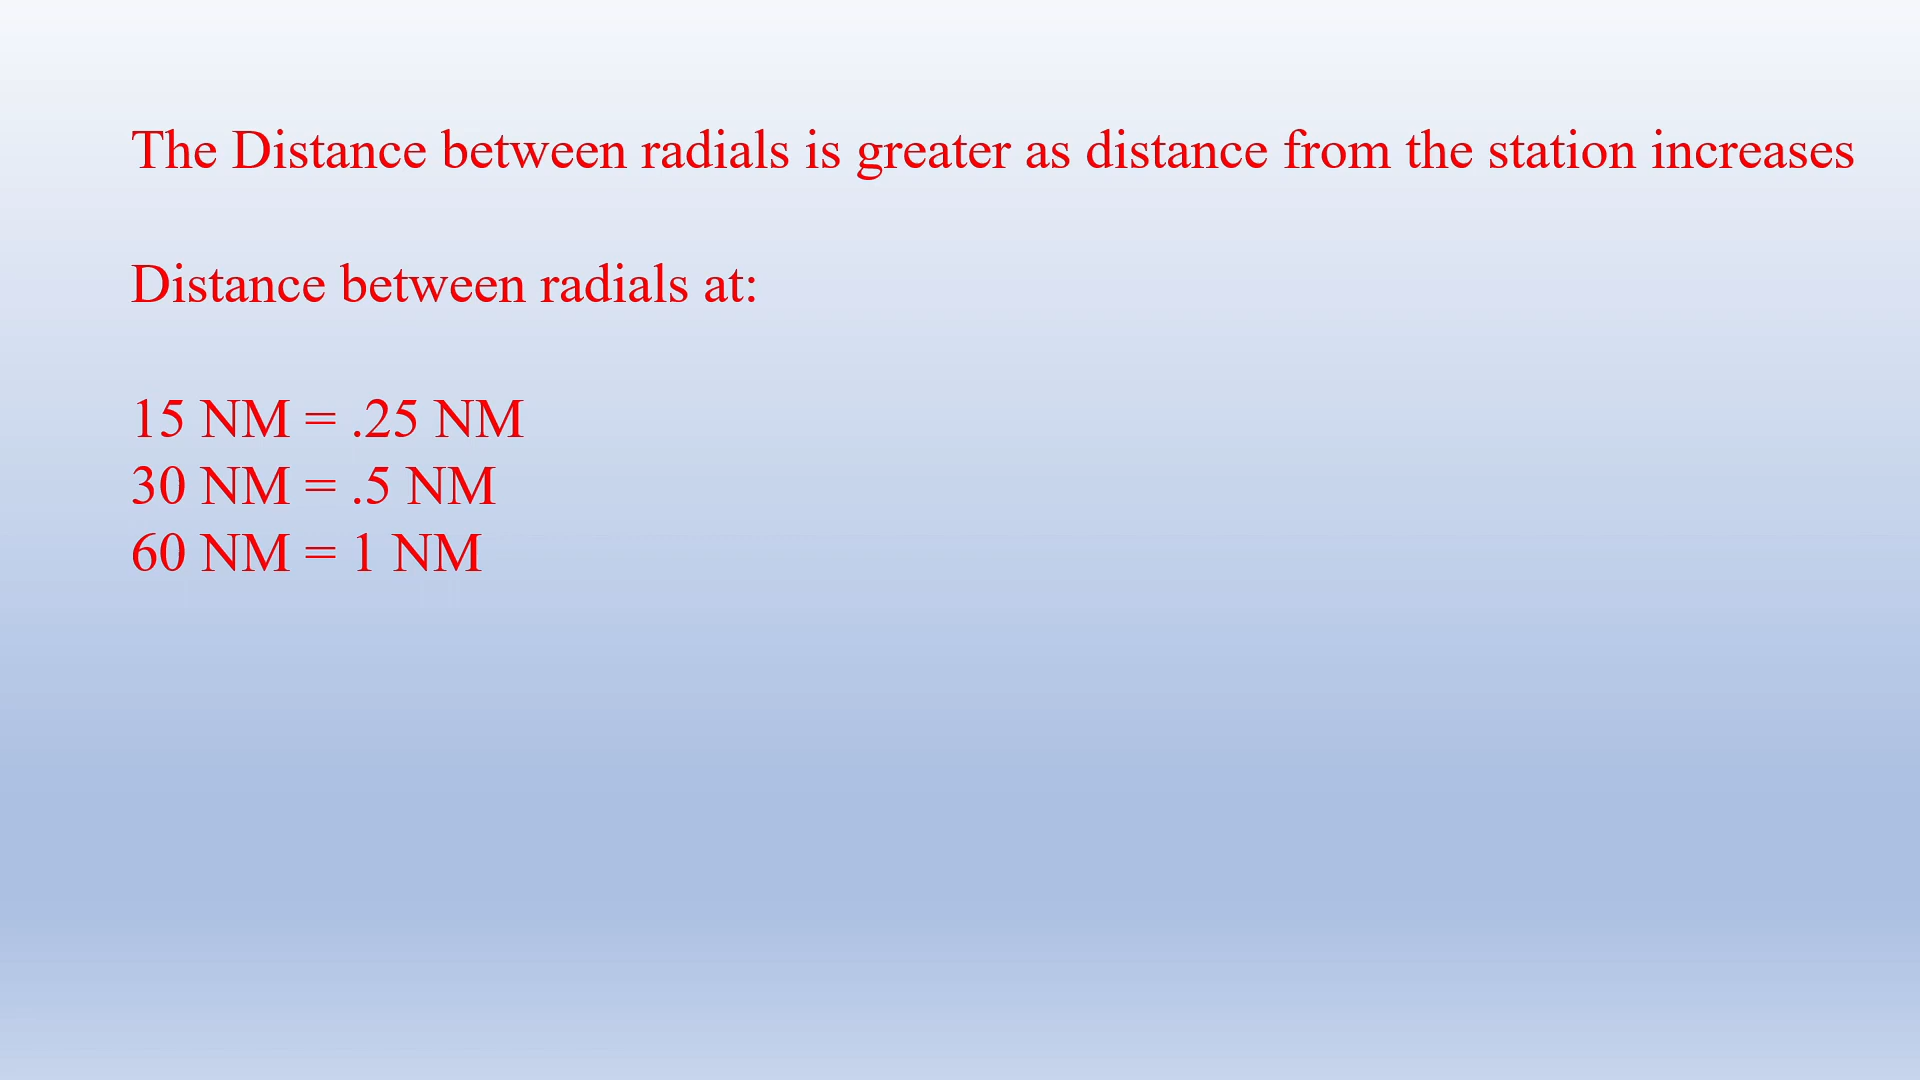 The Distance between radials is greater as distance from the station increases
Distance between radials at:
15 NM = .25 NM
30 NM = .5 NM
60 NM = 1 NM